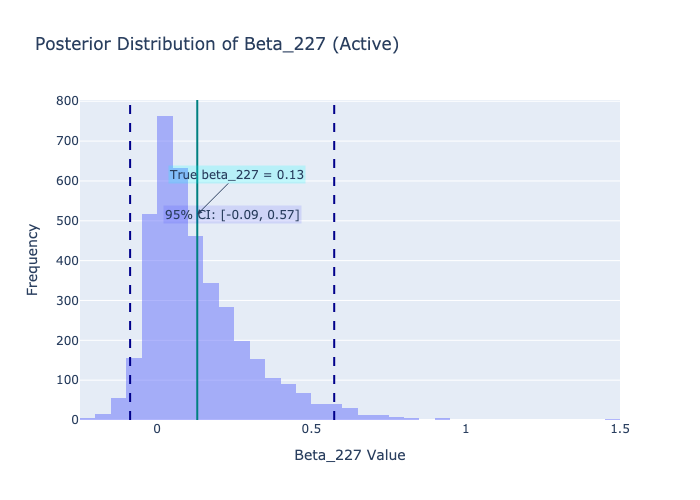 Posterior Distribution of Beta_227 (Active)
800
700
600
500
400
300
200
100
0
Frequency
True beta_227 = 0.13
95% CI: [-0.09, 0.57]
0
0.5
1
1.5
Beta_227 Value